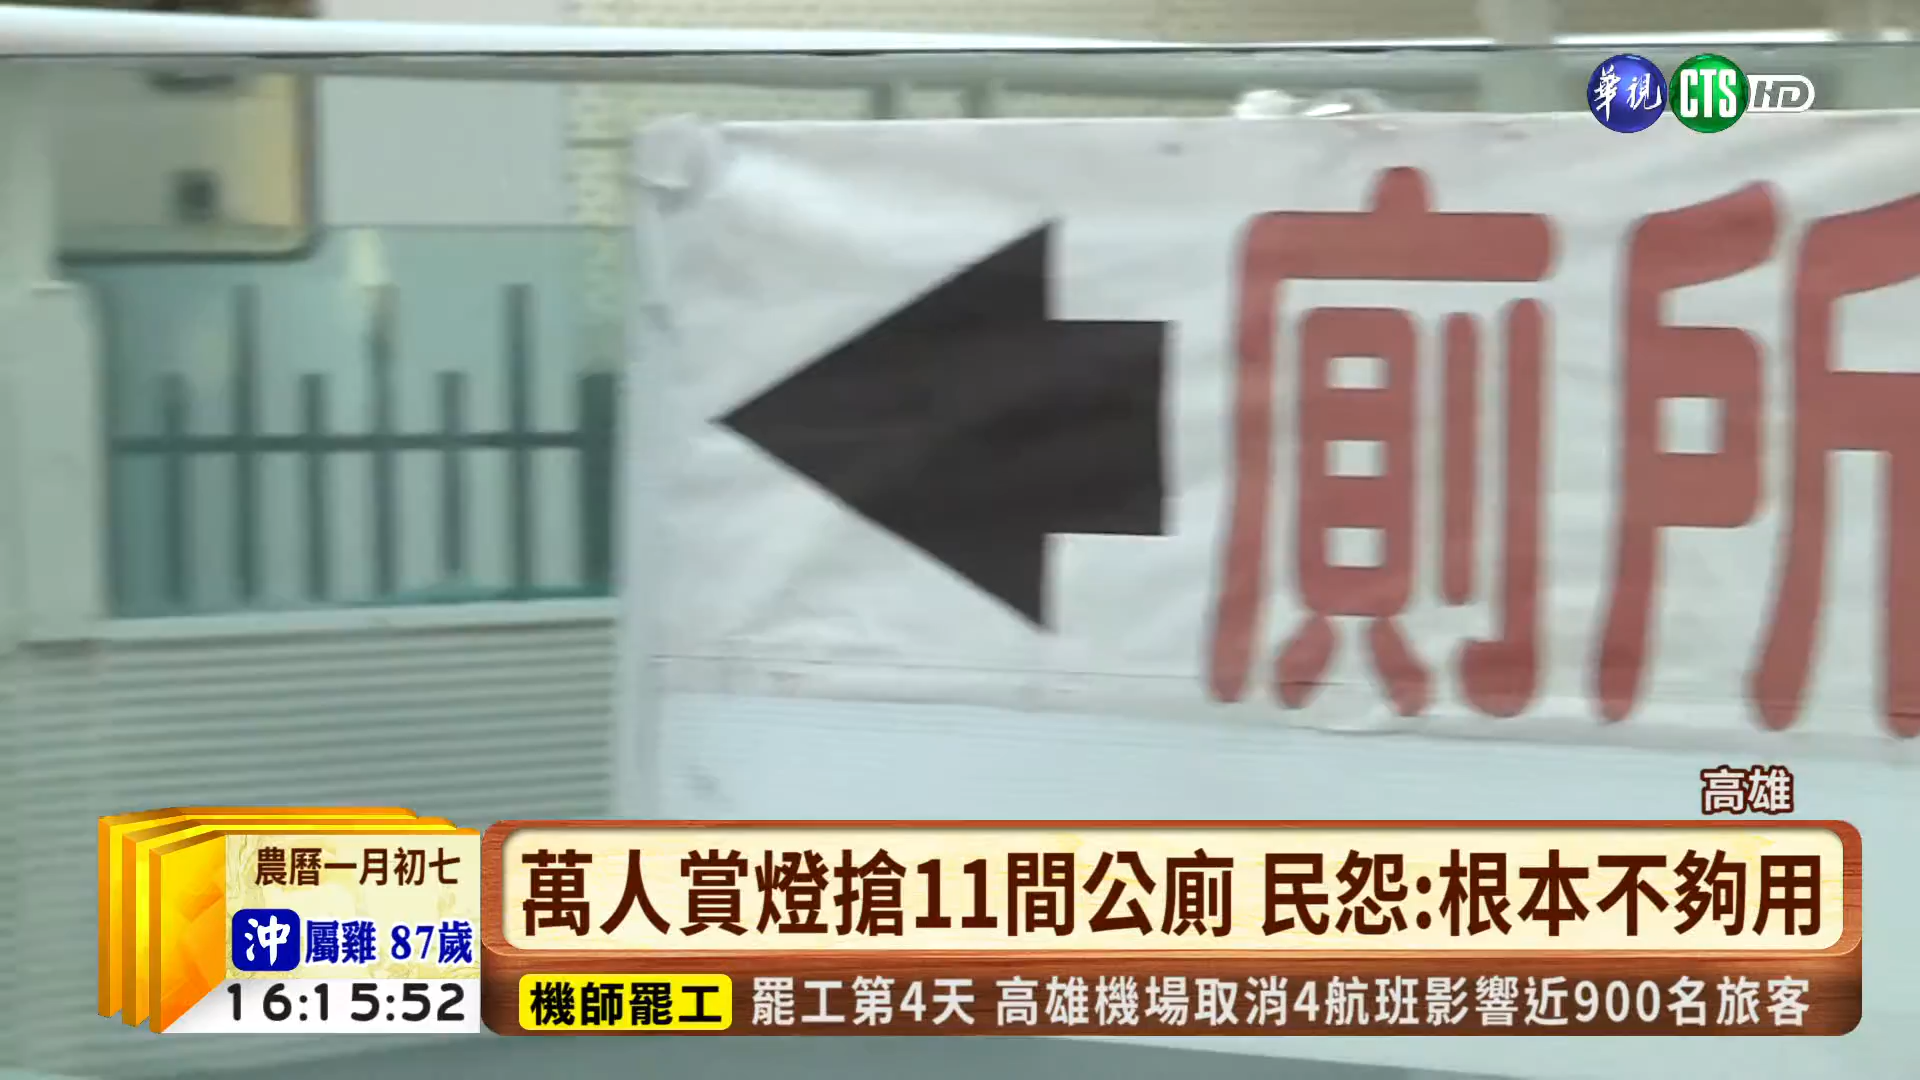 華視 CTS HD
廁所
高雄
農曆一月初七
沖 屬雞 87歲
16:15:52
萬人賞燈搶11間公廁 民怨:根本不夠用
機師罷工 罷工第4天 高雄機場取消4航班影響近900名旅客